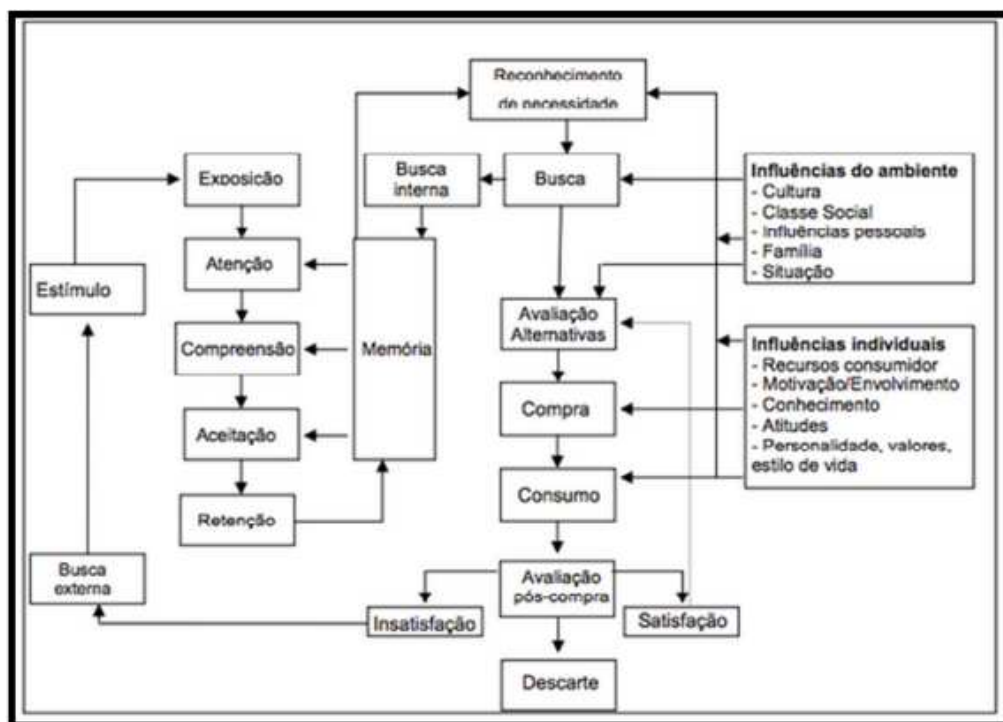 Reconhecimento
de necessidade
Exposição
Busca
interna
Busca
Influências do ambiente
- Cultura
- Classe Social
- Influências pessoais
- Família
- Situação
Atenção
Estímulo
Avaliação
Alternativas
Compreensão
Memória
Influências individuais
- Recursos consumidor
- Motivação/Envolvimento
- Conhecimento
- Atitudes
- Personalidade, valores,
estilo de vida
Compra
Aceitação
Consumo
Retenção
Busca
externa
Avaliação
pós-compra
Insatisfação
Satisfação
Descarte